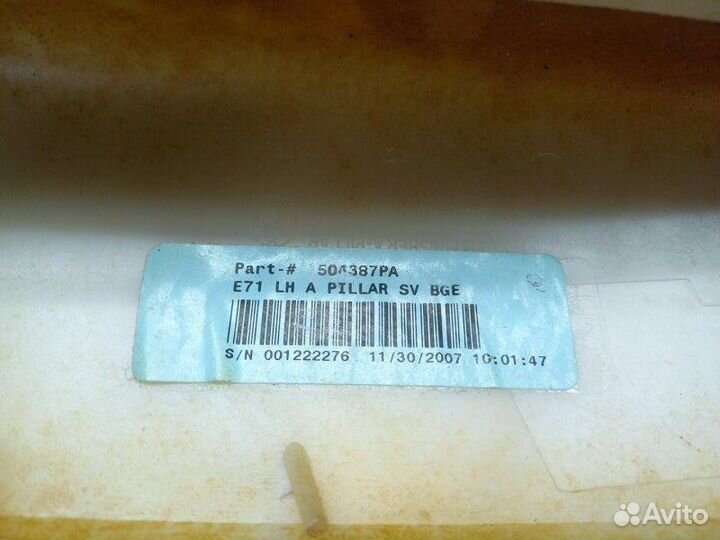 Part-# 504387PA
E71 LH A PILLAR SV BGE
S/N 001222276 11/30/2007 10:01:47
Avito